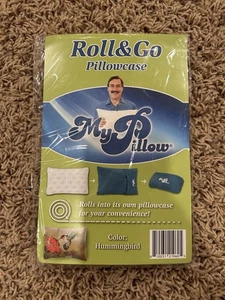 Roll&Go
Pillowcase
MyPillow®
Rolls into its own pillowcase
for your convenience!
Color:
Hummingbird